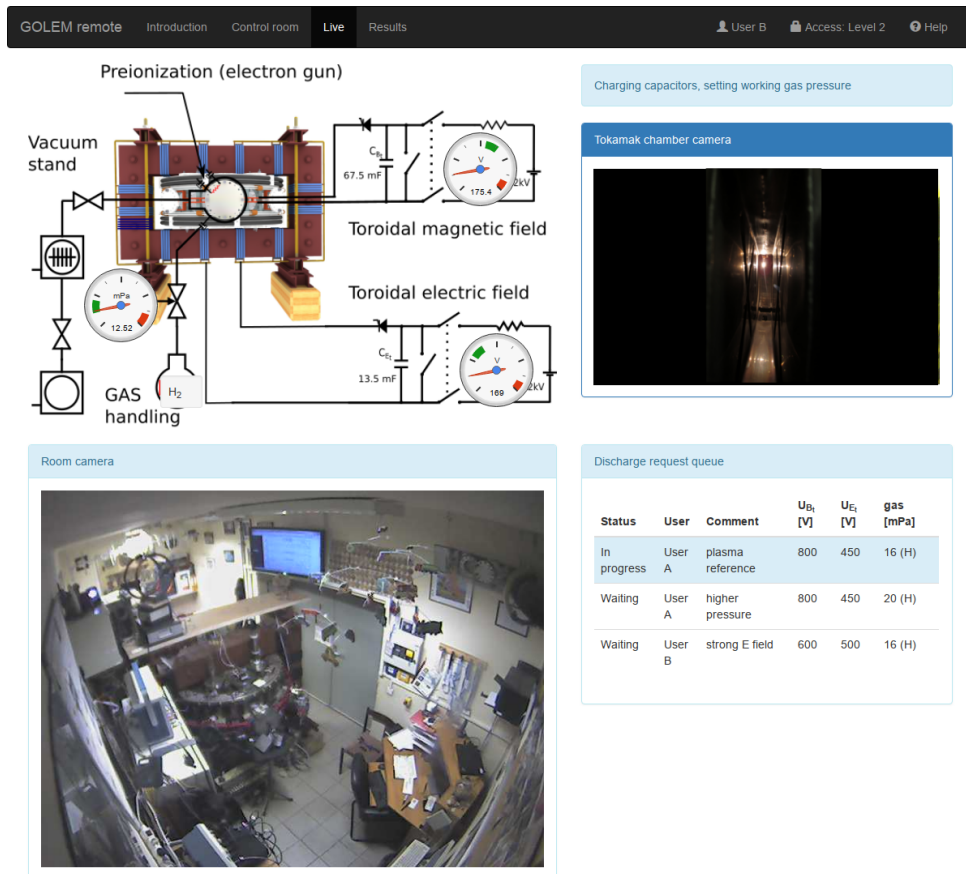 GOLEM remote Introduction Control room Live Results User B Access: Level 2 Help
Preionization (electron gun)
Vacuum
stand
C_Bt
67.5 mF
V
175.4
2kV
Toroidal magnetic field
mPa
12.52
Toroidal electric field
C_Et
13.5 mF
V
169
2kV
H₂
GAS
handling
Charging capacitors, setting working gas pressure
Tokamak chamber camera
Room camera
Discharge request queue
Status User Comment U_Bt [V] U_Et [V] gas [mPa]
In progress User A plasma reference 800 450 16 (H)
Waiting User A higher pressure 800 450 20 (H)
Waiting User B strong E field 600 500 16 (H)